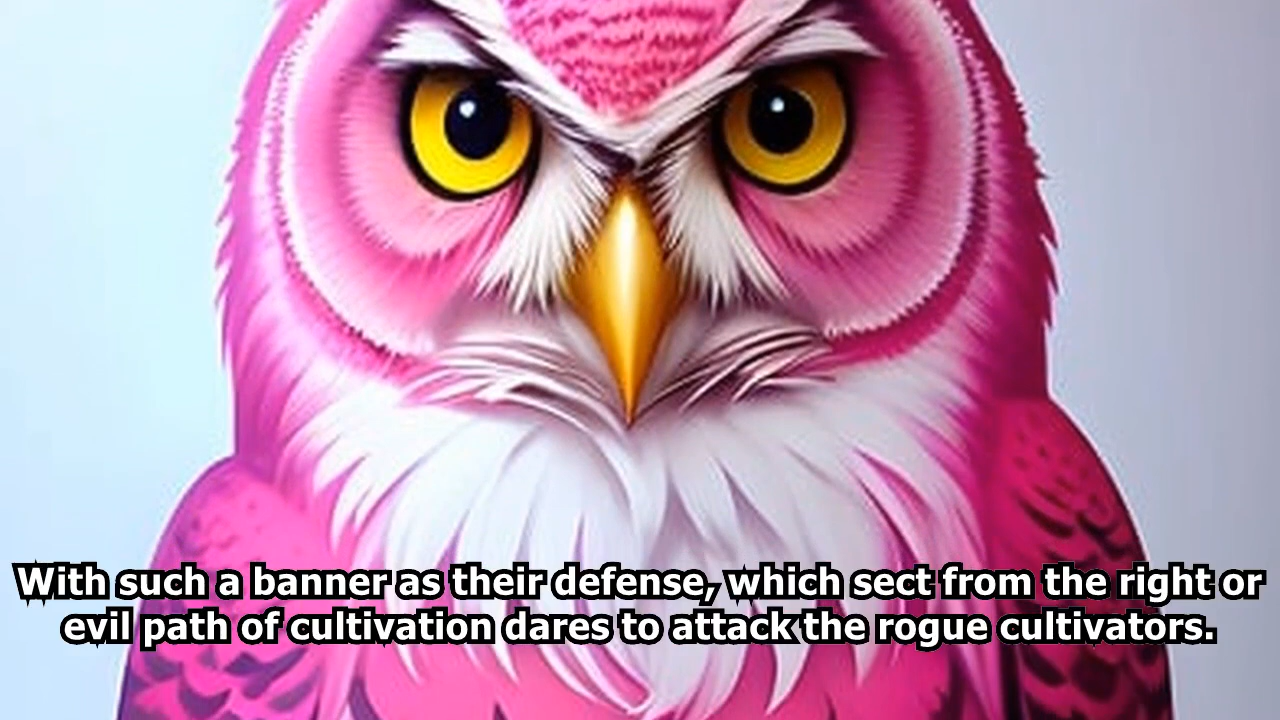 With such a banner as their defense, which sect from the right or
evil path of cultivation dares to attack the rogue cultivators.